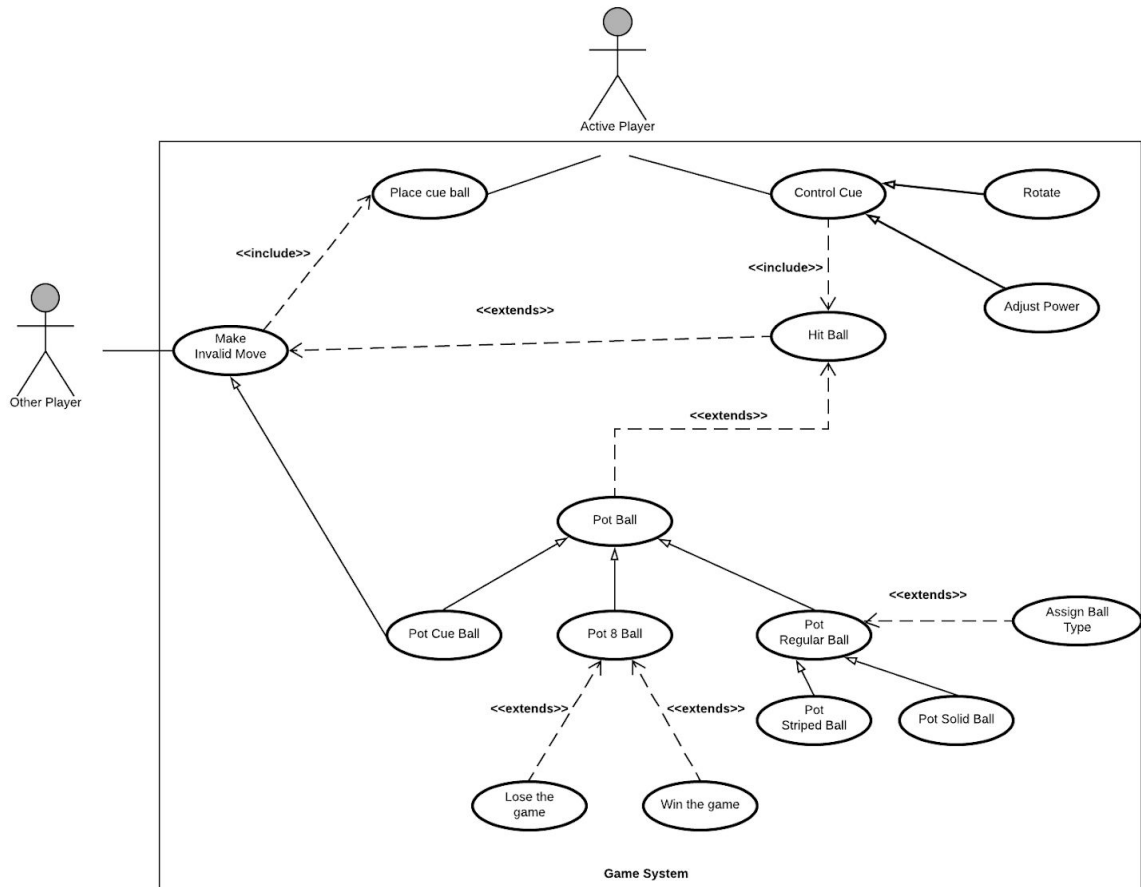 Active Player
Place cue ball
Control Cue
Rotate
<<include>>
<<include>>
Adjust Power
<<extends>>
Make
Invalid Move
Hit Ball
Other Player
<<extends>>
Pot Ball
<<extends>>
Pot Cue Ball
Pot 8 Ball
Pot
Regular Ball
Assign Ball
Type
<<extends>>
<<extends>>
Pot
Striped Ball
Pot Solid Ball
Lose the
game
Win the game
Game System